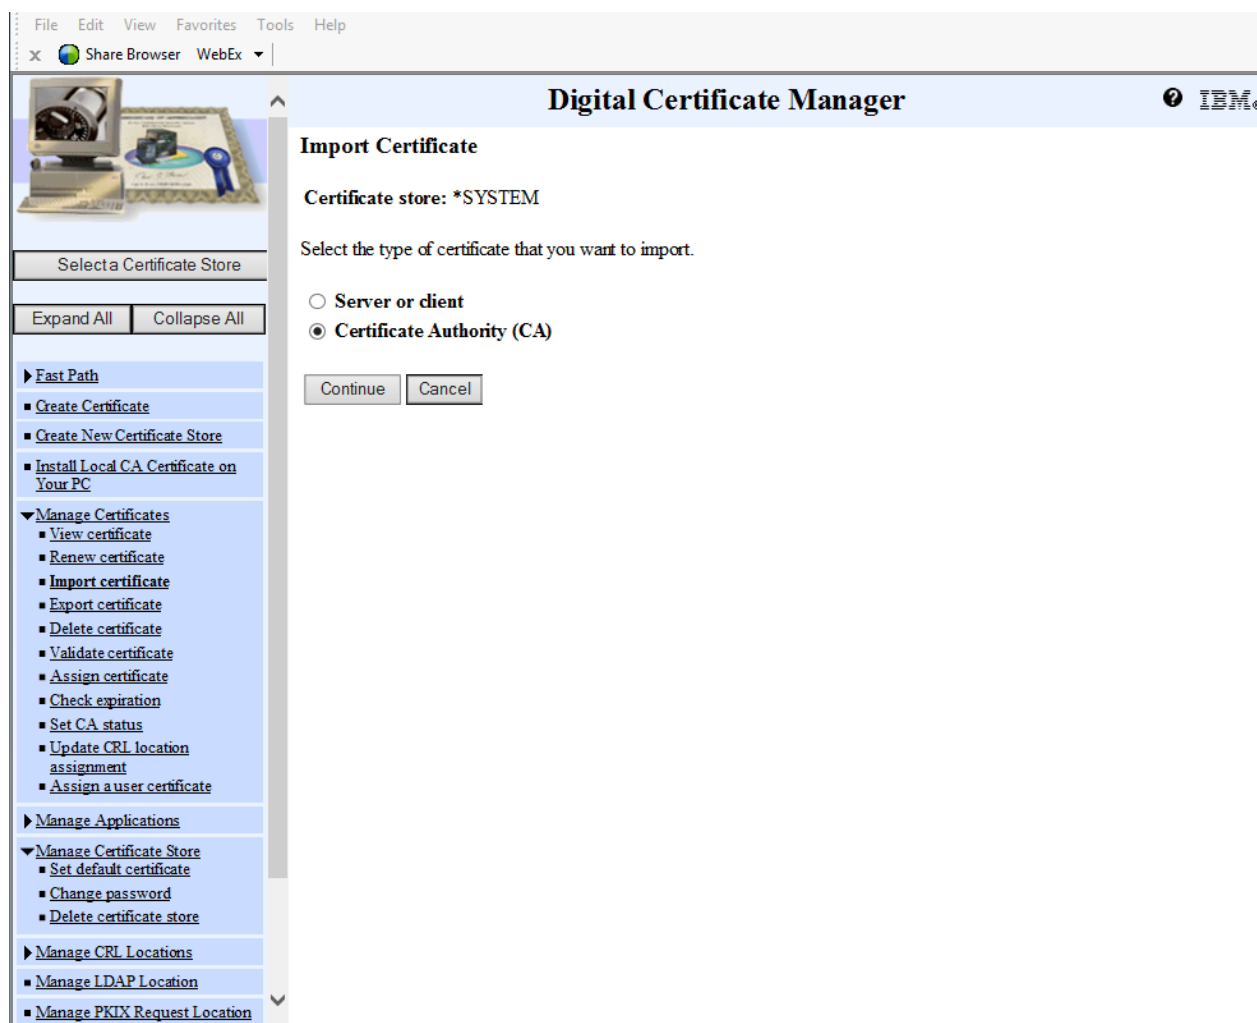 File Edit View Favorites Tools Help
x Share Browser WebEx
Digital Certificate Manager
? IBM
Select a Certificate Store
Expand All Collapse All
Fast Path
Create Certificate
Create New Certificate Store
Install Local CA Certificate on
Your PC
Manage Certificates
View certificate
Renew certificate
Import certificate
Export certificate
Delete certificate
Validate certificate
Assign certificate
Check expiration
Set CA status
Update CRL location
assignment
Assign a user certificate
Manage Applications
Manage Certificate Store
Set default certificate
Change password
Delete certificate store
Manage CRL Locations
Manage LDAP Location
Manage PKIX Request Location
Import Certificate
Certificate store: *SYSTEM
Select the type of certificate that you want to import.
Server or client
Certificate Authority (CA)
Continue Cancel